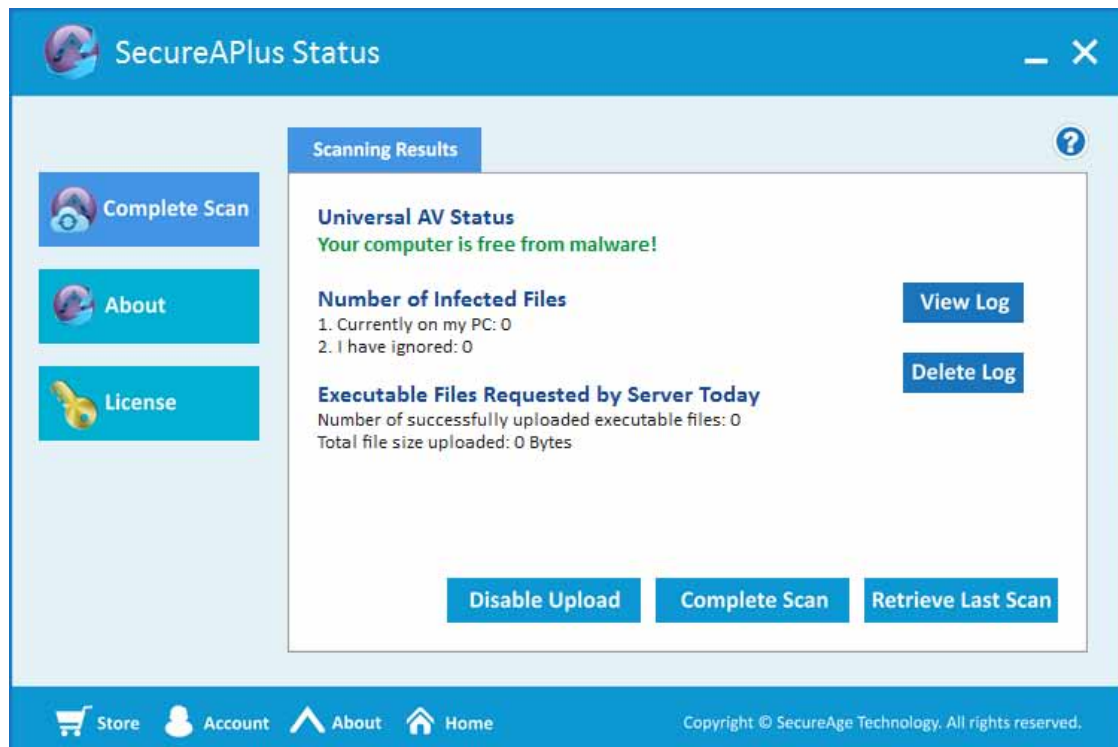 SecureAPlus Status
Scanning Results
?
Complete Scan
About
License
Universal AV Status
Your computer is free from malware!
Number of Infected Files
1. Currently on my PC: 0
2. I have ignored: 0
View Log
Delete Log
Executable Files Requested by Server Today
Number of successfully uploaded executable files: 0
Total file size uploaded: 0 Bytes
Disable Upload
Complete Scan
Retrieve Last Scan
Store
Account
About
Home
Copyright © SecureAge Technology. All rights reserved.